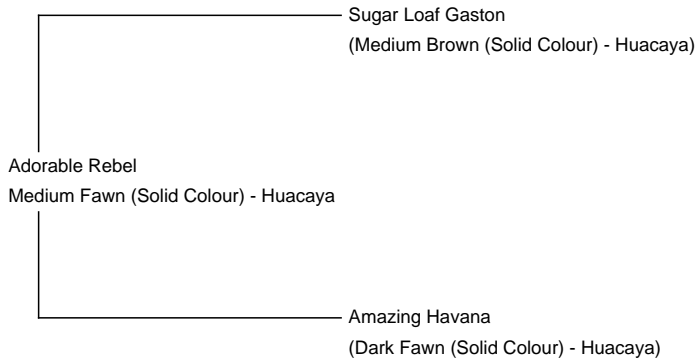 Sugar Loaf Gaston
(Medium Brown (Solid Colour) - Huacaya)
Adorable Rebel
Medium Fawn (Solid Colour) - Huacaya
Amazing Havana
(Dark Fawn (Solid Colour) - Huacaya)